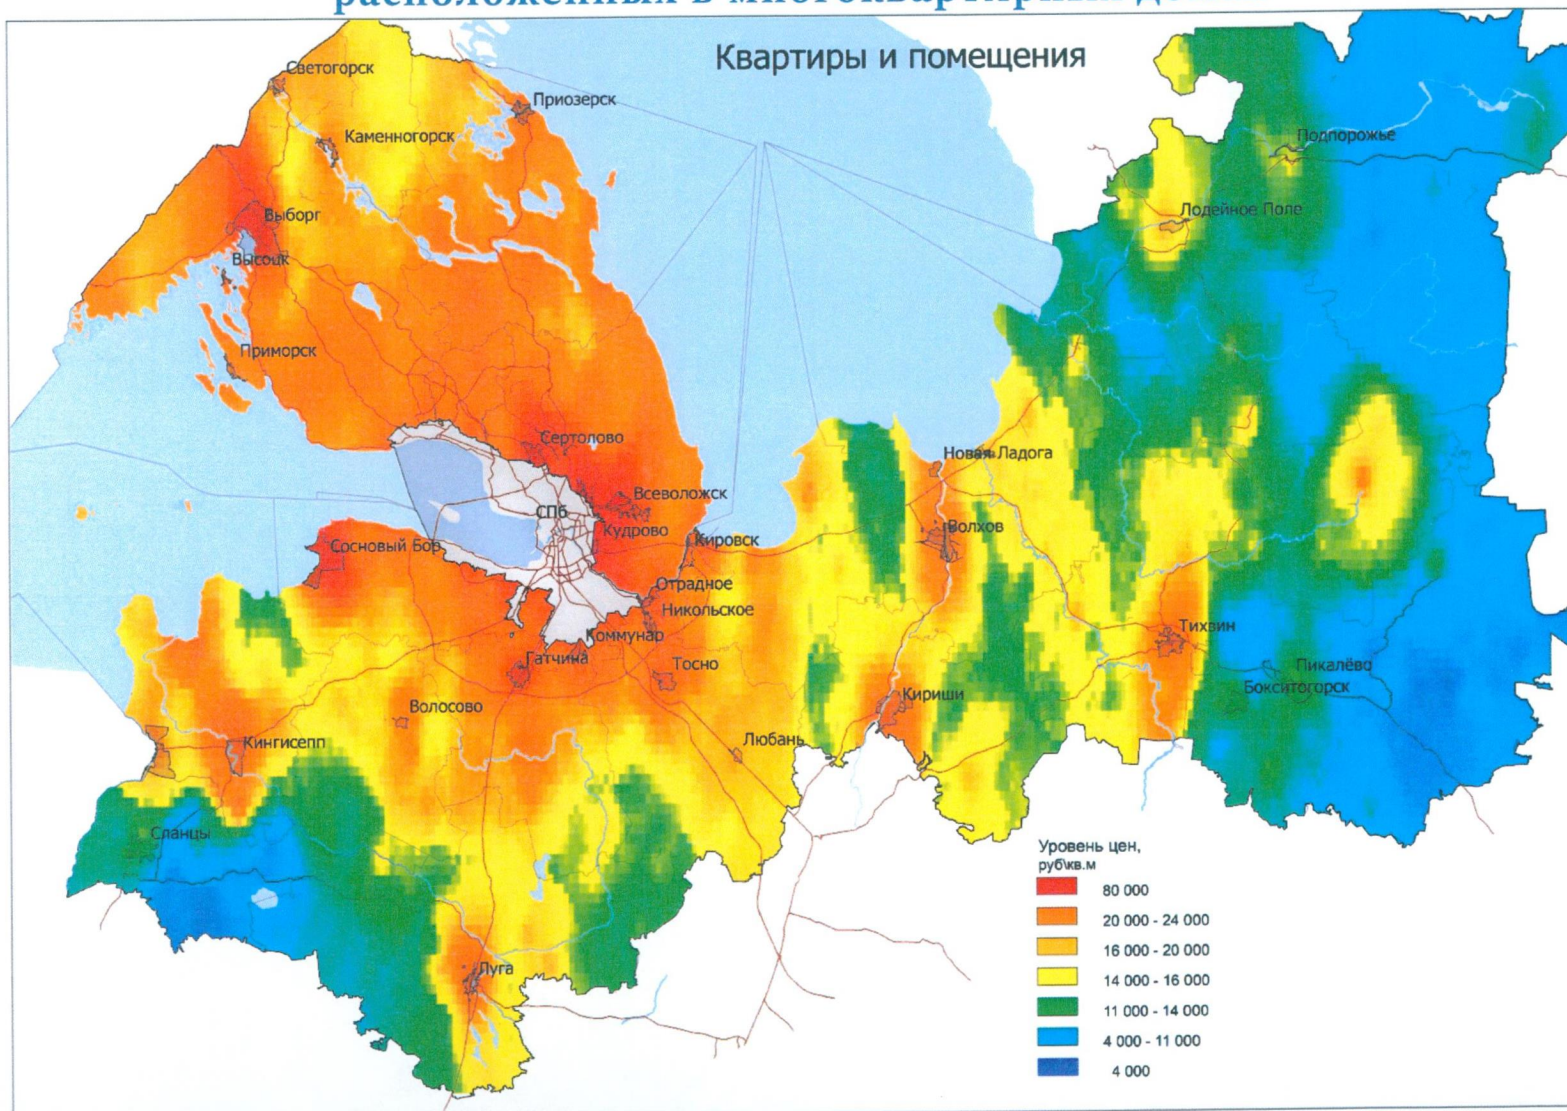 расположенных в многоквартирных
Квартиры и помещения
Светогорск
Приозерск
Каменногорск
Подпорожье
Выборг
Лодейное Поле
Высоцк
Приморск
Сертолово
Новая Ладога
Всеволожск
СПб
Кудрово
Волхов
Кировск
Сосновый Бор
Отрадное
Никольское
Коммунар
Тихвин
Гатчина
Тосно
Пикалёво
Бокситогорск
Кириши
Волосово
Любань
Кингисепп
Сланцы
Луга
Уровень цен,
руб\кв.м
80 000
20 000 - 24 000
16 000 - 20 000
14 000 - 16 000
11 000 - 14 000
4 000 - 11 000
4 000